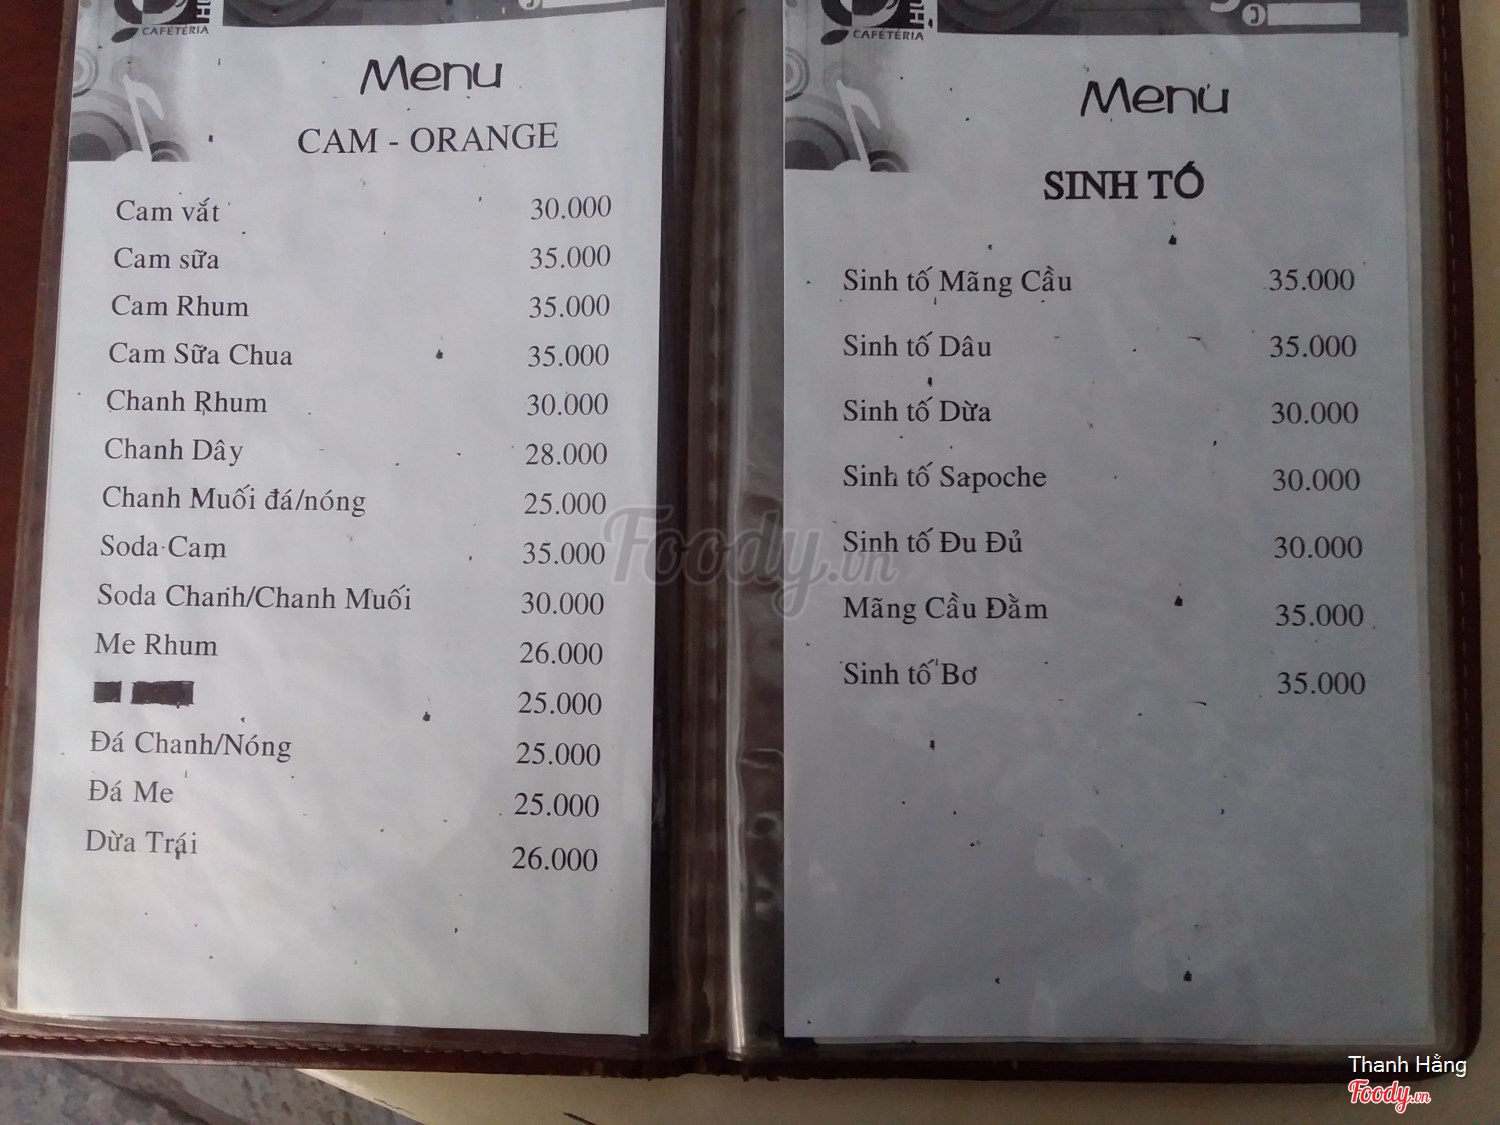 CAFETERIA
Menu
CAM - ORANGE
Cam vắt 30.000
Cam sữa 35.000
Cam Rhum 35.000
Cam Sữa Chua 35.000
Chanh Rhum 30.000
Chanh Dây 28.000
Chanh Muối đá/nóng 25.000
Soda Cam 35.000
Soda Chanh/Chanh Muối 30.000
Me Rhum 26.000
25.000
Đá Chanh/Nóng 25.000
Đá Me 25.000
Dừa Trái 26.000
CAFETERIA
Menu
SINH TỐ
Sinh tố Mãng Cầu 35.000
Sinh tố Dâu 35.000
Sinh tố Dừa 30.000
Sinh tố Sapoche 30.000
Sinh tố Đu Đủ 30.000
Mãng Cầu Đằm 35.000
Sinh tố Bơ 35.000
Foody.vn
Thanh Hằng
Foody.vn